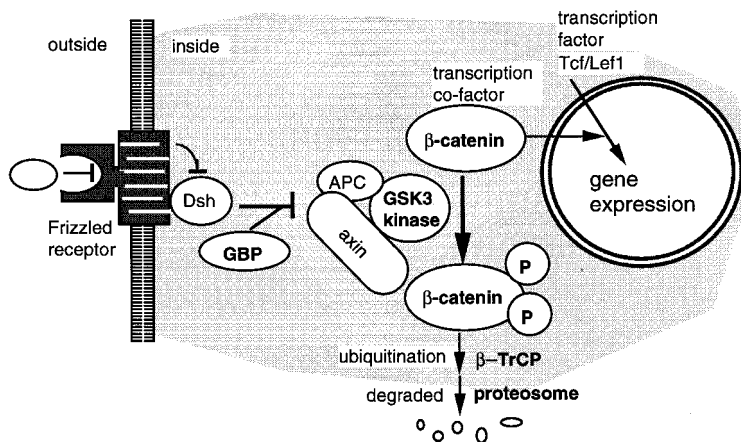 outside
inside
transcription
factor
Tcf/Lef1
transcription
co-factor
β-catenin
gene
expression
APC
GSK3
kinase
axin
Dsh
GBP
Frizzled
receptor
β-catenin
P
P
ubiquitination
β–TrCP
degraded
proteosome